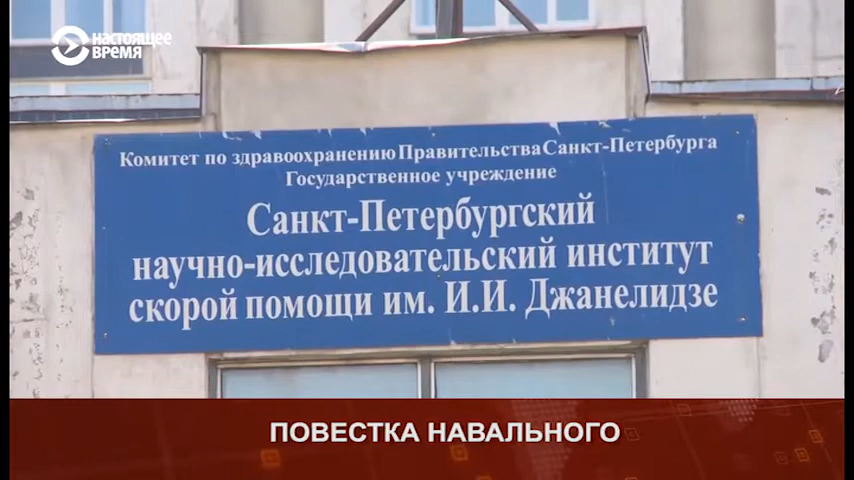 настоящее
время
Комитет по здравоохранению Правительства Санкт-Петербурга
Государственное учреждение
Санкт-Петербургский
научно-исследовательский институт
скорой помощи им. И.И. Джанелидзе
ПОВЕСТКА НАВАЛЬНОГО